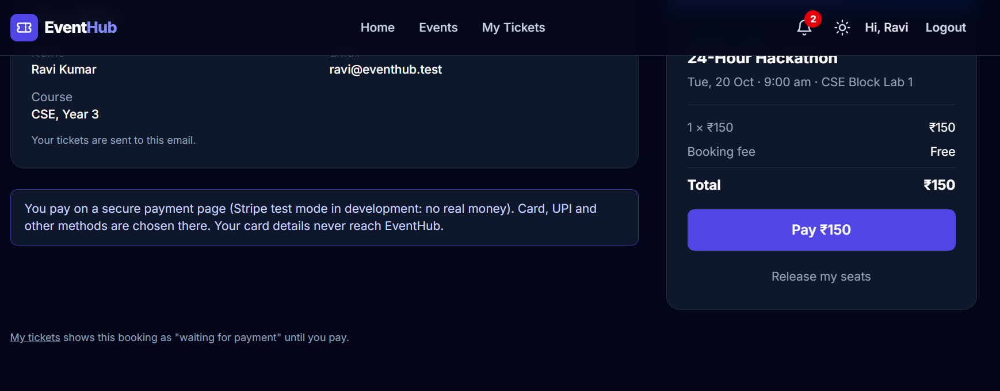 EventHub
Home
Events
My Tickets
2
Hi, Ravi
Logout
Ravi Kumar
ravi@eventhub.test
Course
CSE, Year 3
Your tickets are sent to this email.
You pay on a secure payment page (Stripe test mode in development: no real money). Card, UPI and
other methods are chosen there. Your card details never reach EventHub.
My tickets shows this booking as "waiting for payment" until you pay.
24-Hour Hackathon
Tue, 20 Oct · 9:00 am · CSE Block Lab 1
1 × ₹150
₹150
Booking fee
Free
Total
₹150
Pay ₹150
Release my seats